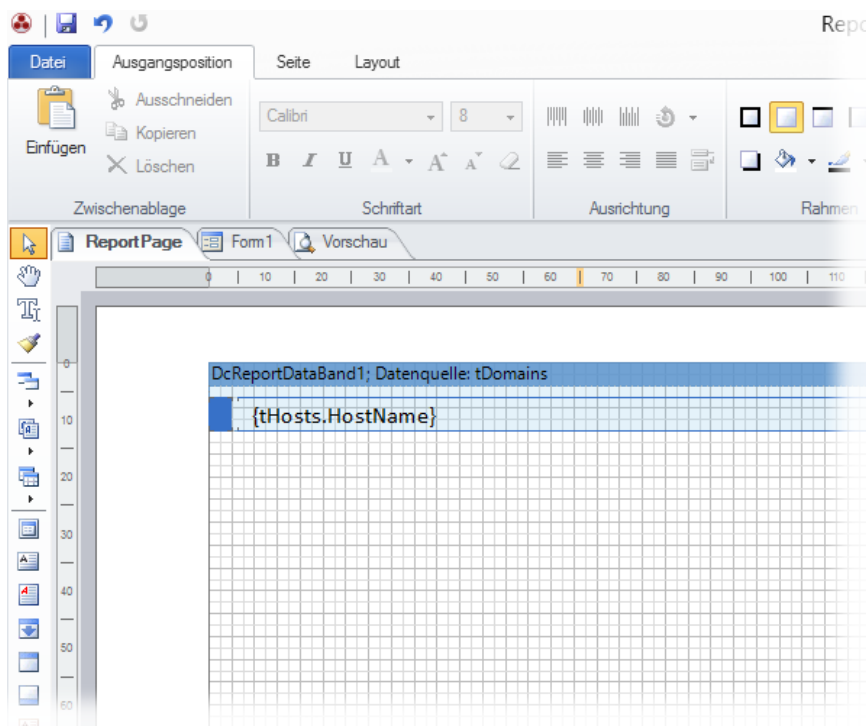 Repo
Datei Ausgangsposition Seite Layout
Einfügen
Ausschneiden
Kopieren
Löschen
Calibri 8
B I U A A A
Zwischenablage Schriftart Ausrichtung Rahmen
ReportPage Form1 Vorschau
0 10 20 30 40 50 60 70 80 90 100 110
0
DcReportDataBand1; Datenquelle: tDomains
{tHosts.HostName}
10
20
30
40
50
60